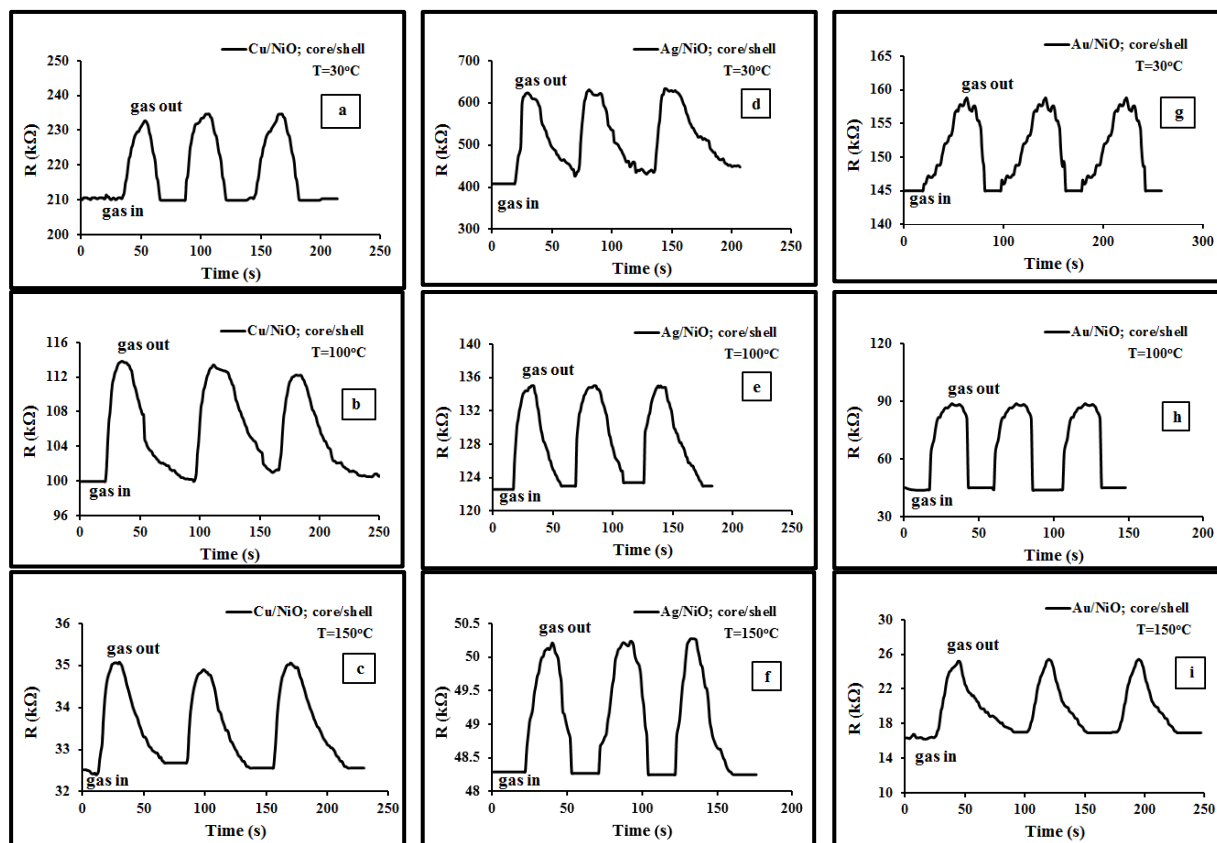 Cu/NiO; core/shell
T=30°C
a
gas out
gas in
R (kΩ)
250
240
230
220
210
200
0 50 100 150 200 250
Time (s)
Ag/NiO; core/shell
T=30°C
d
gas out
gas in
R (kΩ)
700
600
500
400
300
0 50 100 150 200 250
Time (s)
Au/NiO; core/shell
T=30°C
g
gas out
gas in
R (kΩ)
165
160
155
150
145
140
0 100 200 300
Time (s)
Cu/NiO; core/shell
T=100°C
b
gas out
gas in
R (kΩ)
116
112
108
104
100
96
0 50 100 150 200 250
Time (s)
Ag/NiO; core/shell
T=100°C
e
gas out
gas in
R (kΩ)
144
140
135
132
128
124
120
0 50 100 150 200 250
Time (s)
Au/NiO; core/shell
T=100°C
h
gas out
gas in
R (kΩ)
120
90
60
30
0 50 100 150 200
Time (s)
Cu/NiO; core/shell
T=150°C
c
gas out
gas in
R (kΩ)
36
35
34
33
32
0 50 100 150 200 250
Time (s)
Ag/NiO; core/shell
T=150°C
f
gas out
gas in
R (kΩ)
50.5
50
49.5
49
48.5
48
0 50 100 150 200
Time (s)
Au/NiO; core/shell
T=150°C
i
gas out
gas in
R (kΩ)
30
26
22
18
14
10
0 50 100 150 200 250
Time (s)